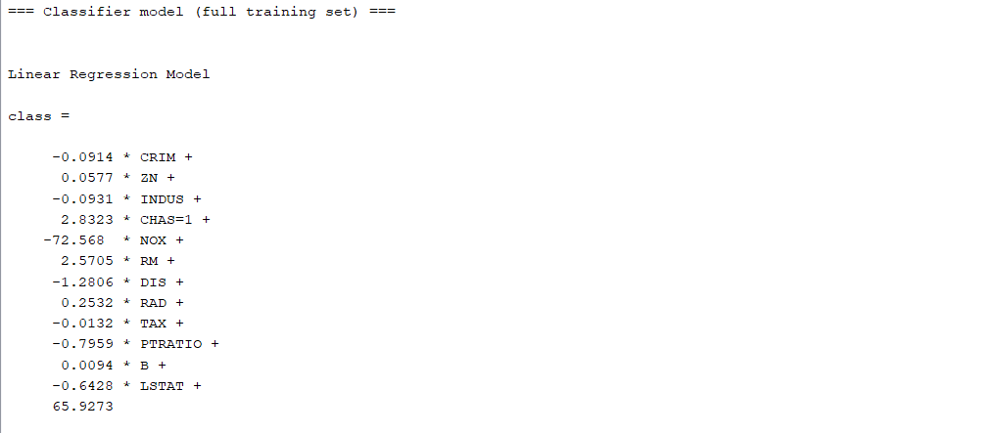 === Classifier model (full training set) ===
Linear Regression Model
class =
-0.0914 * CRIM +
0.0577 * ZN +
-0.0931 * INDUS +
2.8323 * CHAS=1 +
-72.568 * NOX +
2.5705 * RM +
-1.2806 * DIS +
0.2532 * RAD +
-0.0132 * TAX +
-0.7959 * PTRATIO +
0.0094 * B +
-0.6428 * LSTAT +
65.9273